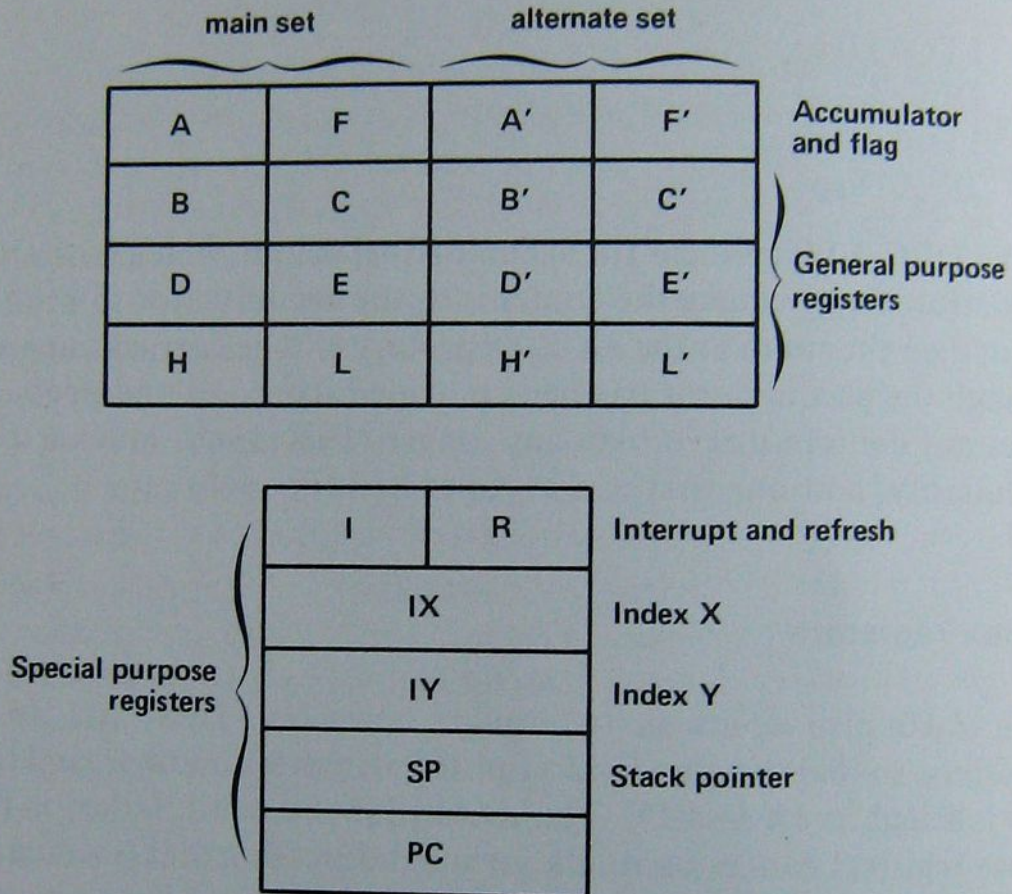 main set alternate set
A F A′ F′ Accumulator
and flag
B C B′ C′
D E D′ E′ General purpose
registers
H L H′ L′
I R Interrupt and refresh
IX Index X
Special purpose
registers
IY Index Y
SP Stack pointer
PC